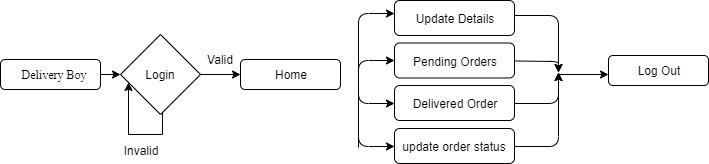 Delivery Boy
Login
Valid
Invalid
Home
Update Details
Pending Orders
Delivered Order
update order status
Log Out